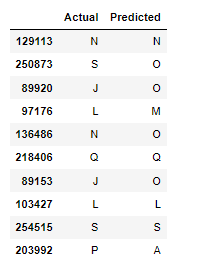 Actual Predicted
129113 N N
250873 S O
89920 J O
97176 L M
136486 N O
218406 Q Q
89153 J O
103427 L L
254515 S S
203992 P A